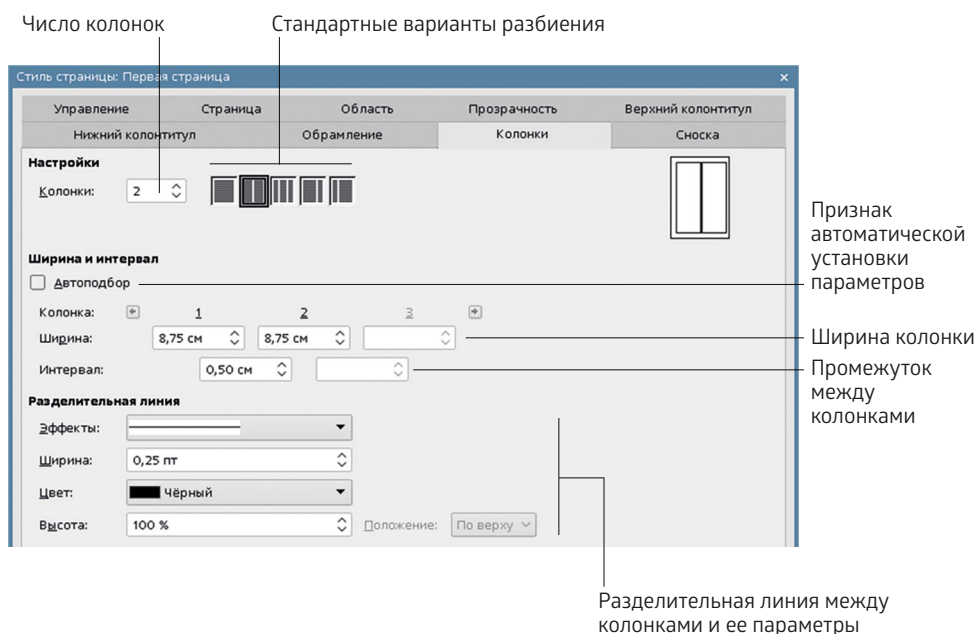 Число колонок
Стандартные варианты разбиения
Стиль страницы: Первая страница
Управление Страница Область Прозрачность Верхний колонтитул
Нижний колонтитул Обрамление Колонки Сноска
Настройки
Колонки: 2
Ширина и интервал
Автоподбор
Колонка: 1 2 3
Ширина: 8,75 см 8,75 см
Интервал: 0,50 см
Разделительная линия
Эффекты:
Ширина: 0,25 пт
Цвет: Чёрный
Высота: 100 % Положение: По верху
Признак
автоматической
установки
параметров
Ширина колонки
Промежуток
между
колонками
Разделительная линия между
колонками и ее параметры